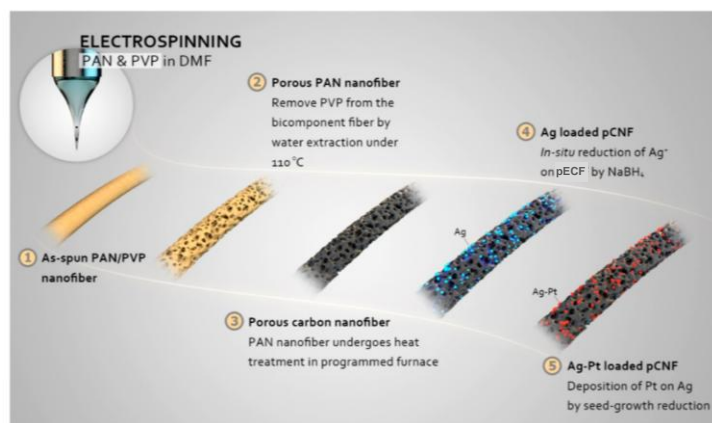 ELECTROSPINNING
PAN & PVP in DMF
① As-spun PAN/PVP
nanofiber
② Porous PAN nanofiber
Remove PVP from the
bicomponent fiber by
water extraction under
110 °C
③ Porous carbon nanofiber
PAN nanofiber undergoes heat
treatment in programmed furnace
④ Ag loaded pCNF
In-situ reduction of Ag⁺
on pECF by NaBH₄
Ag
Ag-Pt
⑤ Ag-Pt loaded pCNF
Deposition of Pt on Ag
by seed-growth reduction